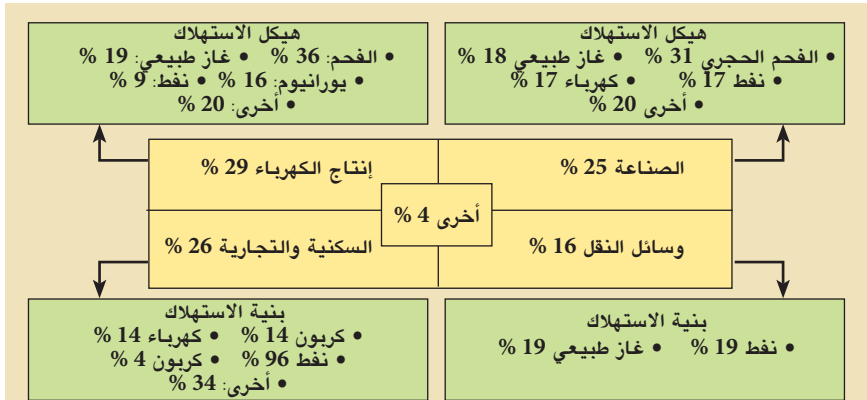 هيكل الاستهلاك
• الفحم الحجري 31 % • غاز طبيعي 18 %
• نفط 17 % • كهرباء 17 %
• أخرى 20 %
هيكل الاستهلاك
• الفحم: 36 % • غاز طبيعي: 19 %
• يورانيوم: 16 % • نفط: 9 %
• أخرى: 20 %
الصناعة 25 %
إنتاج الكهرباء 29 %
أخرى 4 %
وسائل النقل 16 %
السكنية والتجارية 26 %
بنية الاستهلاك
• نفط 19 % • غاز طبيعي 19 %
بنية الاستهلاك
• كربون 14 % • كهرباء 14 %
• نفط 96 % • كربون 4 %
• أخرى: 34 %